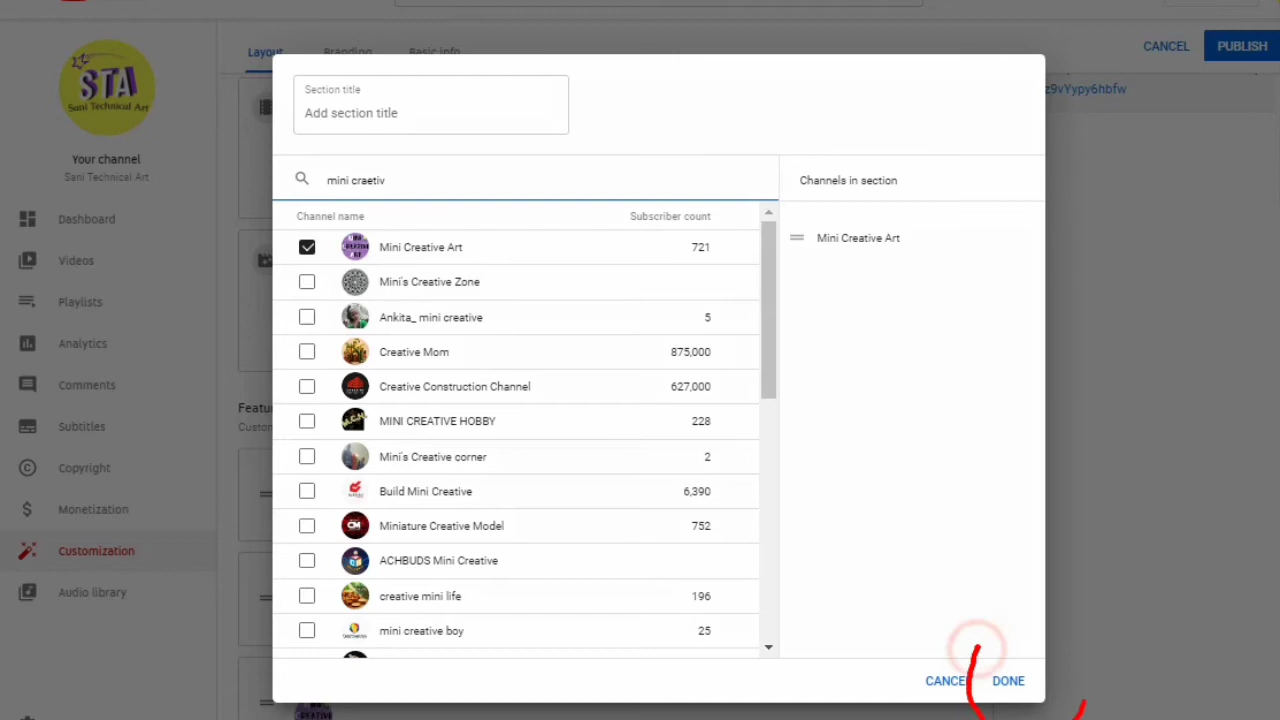 Layout Branding Basic info
CANCEL PUBLISH
z9vYypy6hbfw
STA
Sani Technical Art
Your channel
Sani Technical Art
Dashboard
Videos
Playlists
Analytics
Comments
Subtitles
Copyright
Monetization
Customization
Audio library
Featu
Custo
Section title
Add section title
mini craetiv
Channels in section
Channel name Subscriber count
Mini Creative Art 721
Mini's Creative Zone
Ankita_ mini creative 5
Creative Mom 875,000
Creative Construction Channel 627,000
MINI CREATIVE HOBBY 228
Mini's Creative corner 2
Build Mini Creative 6,390
Miniature Creative Model 752
ACHBUDS Mini Creative
creative mini life 196
mini creative boy 25
Mini Creative Art
CANCEL DONE